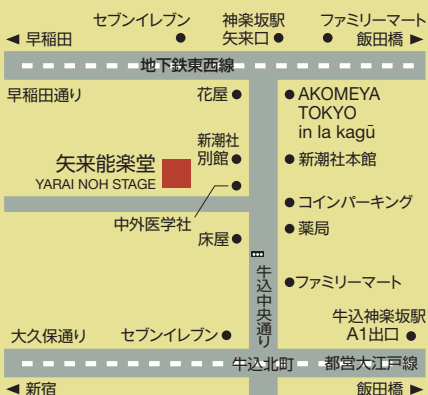 セブンイレブン
神楽坂駅
矢来口
ファミリーマート
◀ 早稲田
飯田橋 ▶
地下鉄東西線
早稲田通り
花屋
AKOMEYA
TOKYO
in la kagū
新潮社
別館
新潮社本館
矢来能楽堂
YARAI NOH STAGE
コインパーキング
中外医学社
薬局
床屋
牛込中央通り
ファミリーマート
牛込神楽坂駅
A1出口
大久保通り
セブンイレブン
牛込北町
都営大江戸線
◀ 新宿
飯田橋 ▶